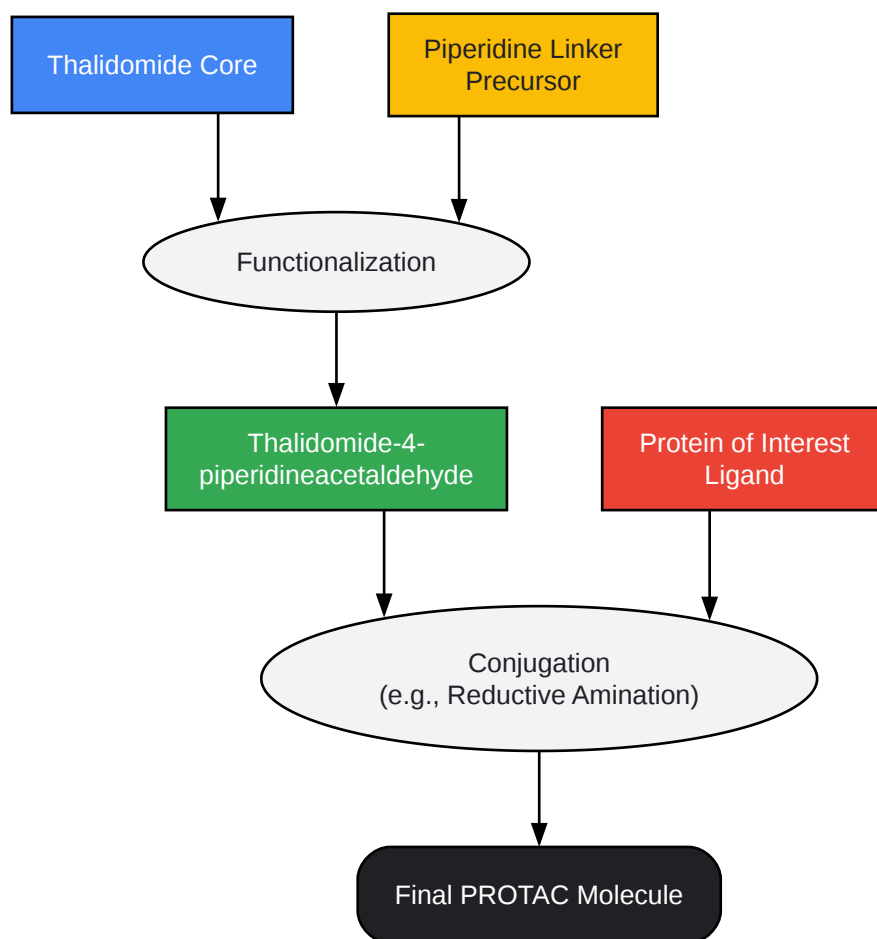 Thalidomide Core
Piperidine Linker
Precursor
Functionalization
Thalidomide-4-
piperidineacetaldehyde
Protein of Interest
Ligand
Conjugation
(e.g., Reductive Amination)
Final PROTAC Molecule